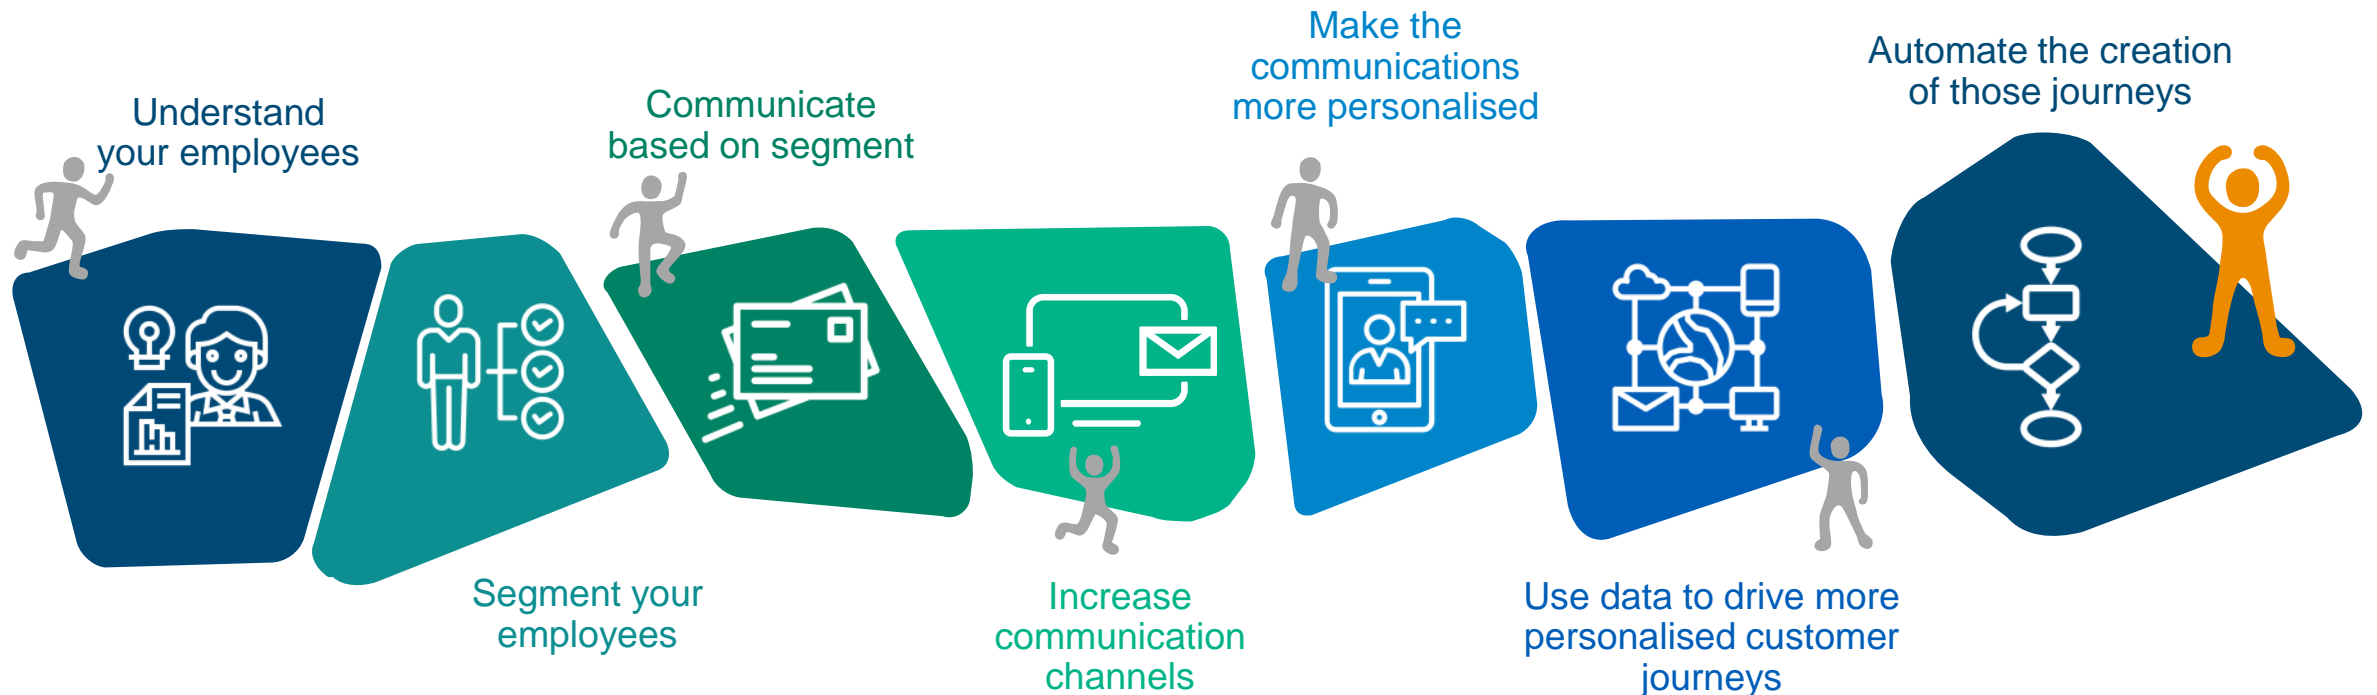 Understand
your employees
Segment your
employees
Communicate
based on segment
Increase
communication
channels
Make the
communications
more personalised
Use data to drive more
personalised customer
journeys
Automate the creation
of those journeys